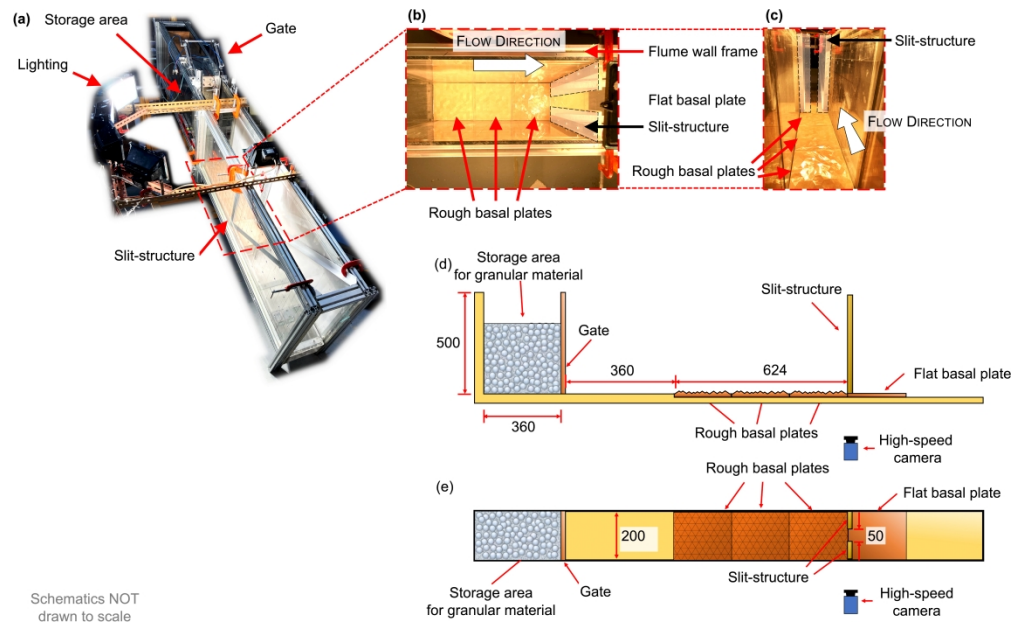 (a)
Storage area
Gate
Lighting
Slit-structure
(b)
FLOW DIRECTION
Flume wall frame
Flat basal plate
Slit-structure
Rough basal plates
(c)
Slit-structure
FLOW DIRECTION
Rough basal plates
(d)
Storage area
for granular material
Slit-structure
Gate
500
360
624
Flat basal plate
360
Rough basal plates
High-speed
camera
(e)
Rough basal plates
Flat basal plate
200
50
Slit-structure
Storage area
for granular material
Gate
High-speed
camera
Schematics NOT
drawn to scale